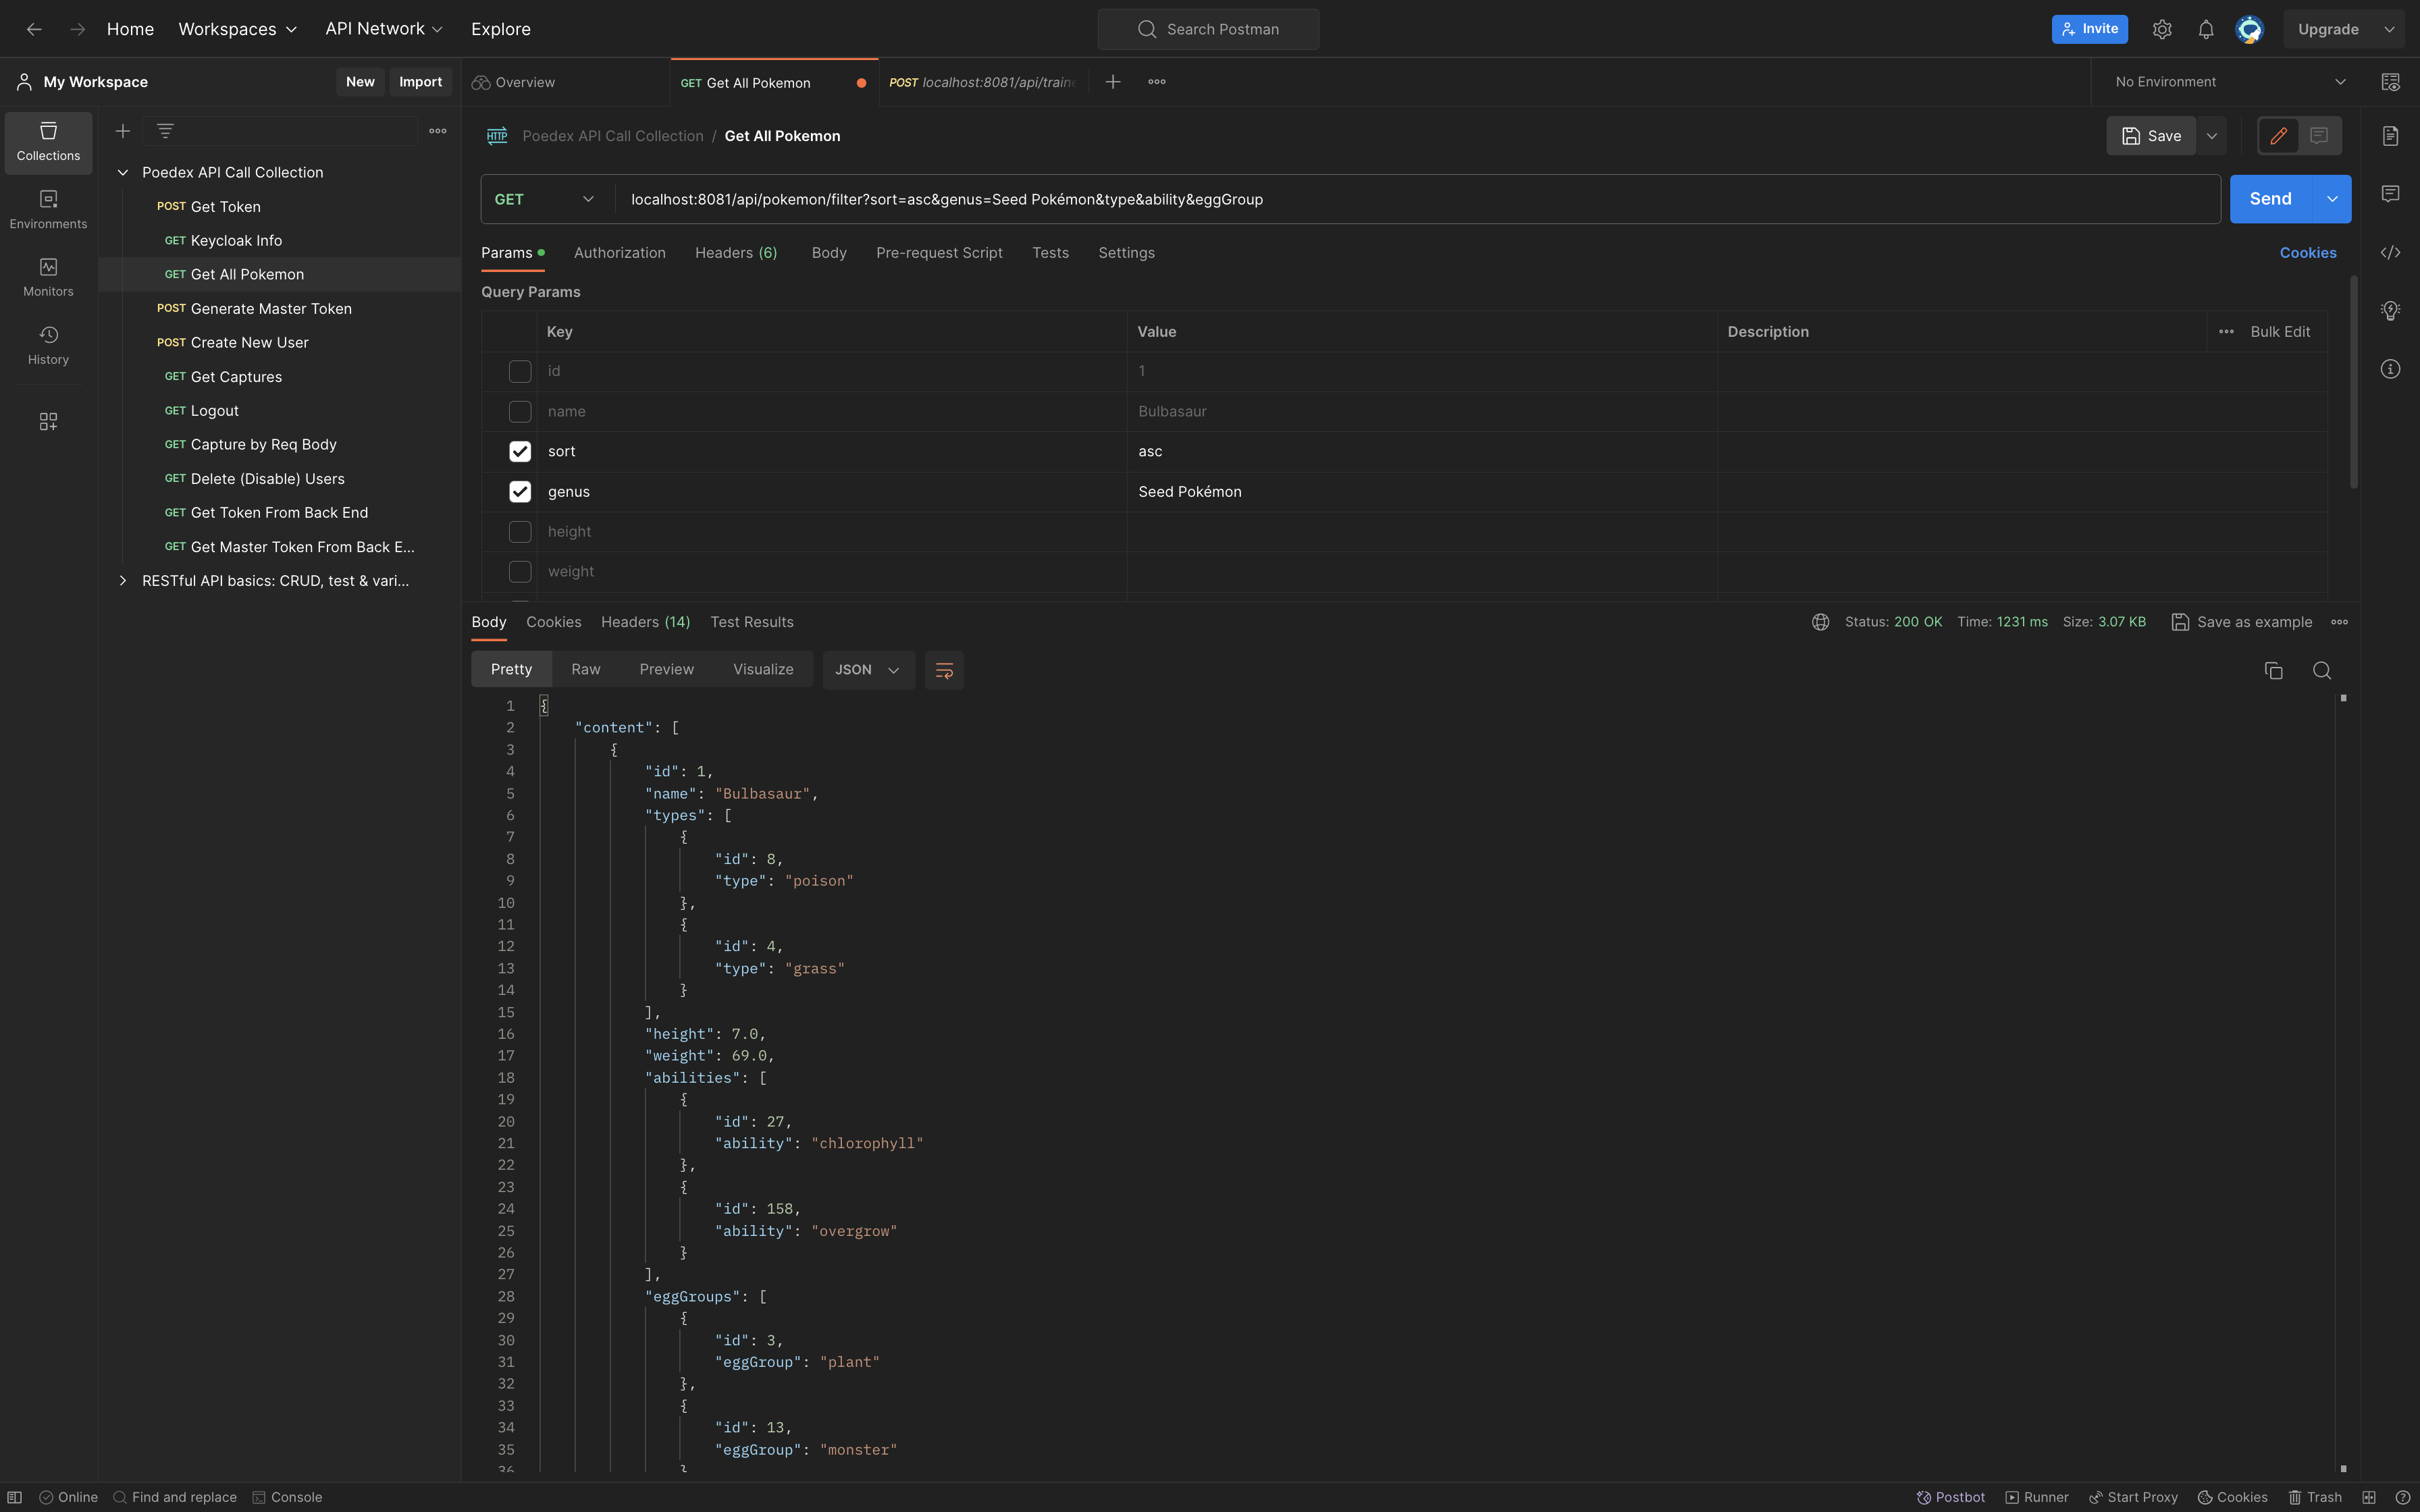 Home Workspaces API Network Explore Search Postman Invite Upgrade
My Workspace New Import Overview GET Get All Pokemon POST localhost:8081/api/traine No Environment
Collections
Environments
Monitors
History
Poedex API Call Collection
POST Get Token
GET Keycloak Info
GET Get All Pokemon
POST Generate Master Token
POST Create New User
GET Get Captures
GET Logout
GET Capture by Req Body
GET Delete (Disable) Users
GET Get Token From Back End
GET Get Master Token From Back E...
RESTful API basics: CRUD, test & vari...
HTTP Poedex API Call Collection / Get All Pokemon Save
GET localhost:8081/api/pokemon/filter?sort=asc&genus=Seed Pokémon&type&ability&eggGroup Send
Params Authorization Headers (6) Body Pre-request Script Tests Settings Cookies
Query Params
Key Value Description Bulk Edit
id 1
name Bulbasaur
sort asc
genus Seed Pokémon
height
weight
Body Cookies Headers (14) Test Results Status: 200 OK Time: 1231 ms Size: 3.07 KB Save as example
Pretty Raw Preview Visualize JSON
1 {
2 "content": [
3 {
4 "id": 1,
5 "name": "Bulbasaur",
6 "types": [
7 {
8 "id": 8,
9 "type": "poison"
10 },
11 {
12 "id": 4,
13 "type": "grass"
14 }
15 ],
16 "height": 7.0,
17 "weight": 69.0,
18 "abilities": [
19 {
20 "id": 27,
21 "ability": "chlorophyll"
22 },
23 {
24 "id": 158,
25 "ability": "overgrow"
26 }
27 ],
28 "eggGroups": [
29 {
30 "id": 3,
31 "eggGroup": "plant"
32 },
33 {
34 "id": 13,
35 "eggGroup": "monster"
36 }
Online Find and replace Console Postbot Runner Start Proxy Cookies Trash